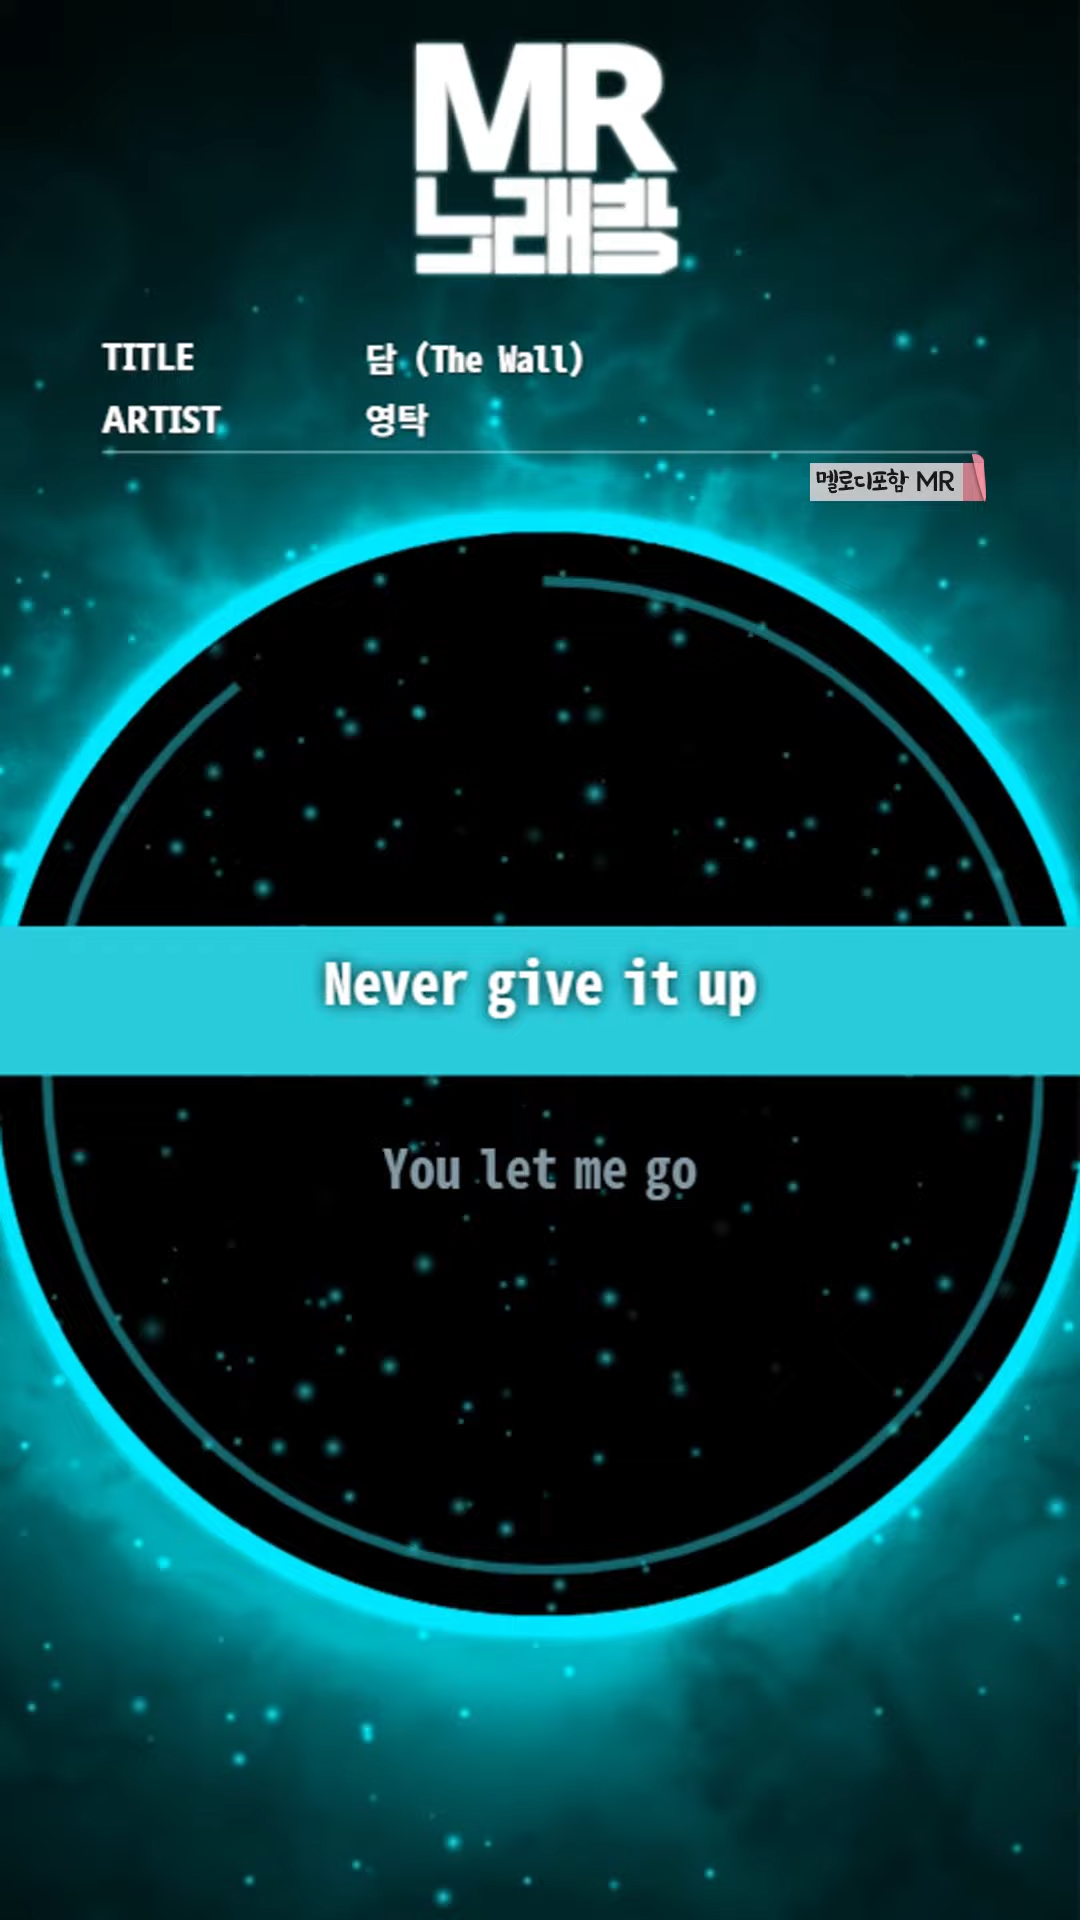 MR
노래방
TITLE 담 (The Wall)
ARTIST 영탁
멜로디포함 MR
Never give it up
You let me go